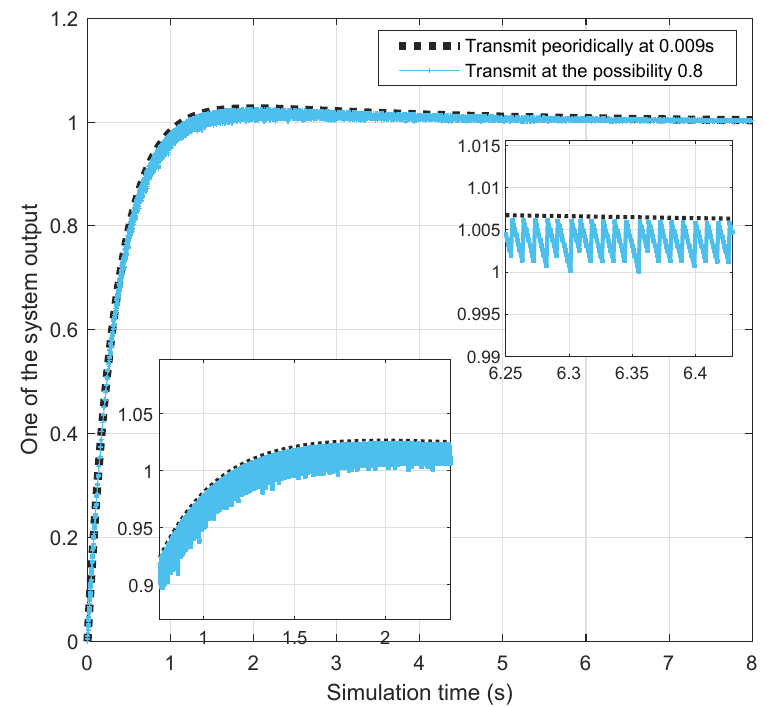 1.2
1
0.8
0.6
0.4
0.2
0
One of the system output
Transmit peoridically at 0.009s
Transmit at the possibility 0.8
1.015
1.01
1.005
1
0.995
0.99
6.25 6.3 6.35 6.4
1.05
1
0.95
0.9
1 1.5 2
0 1 2 3 4 5 6 7 8
Simulation time (s)